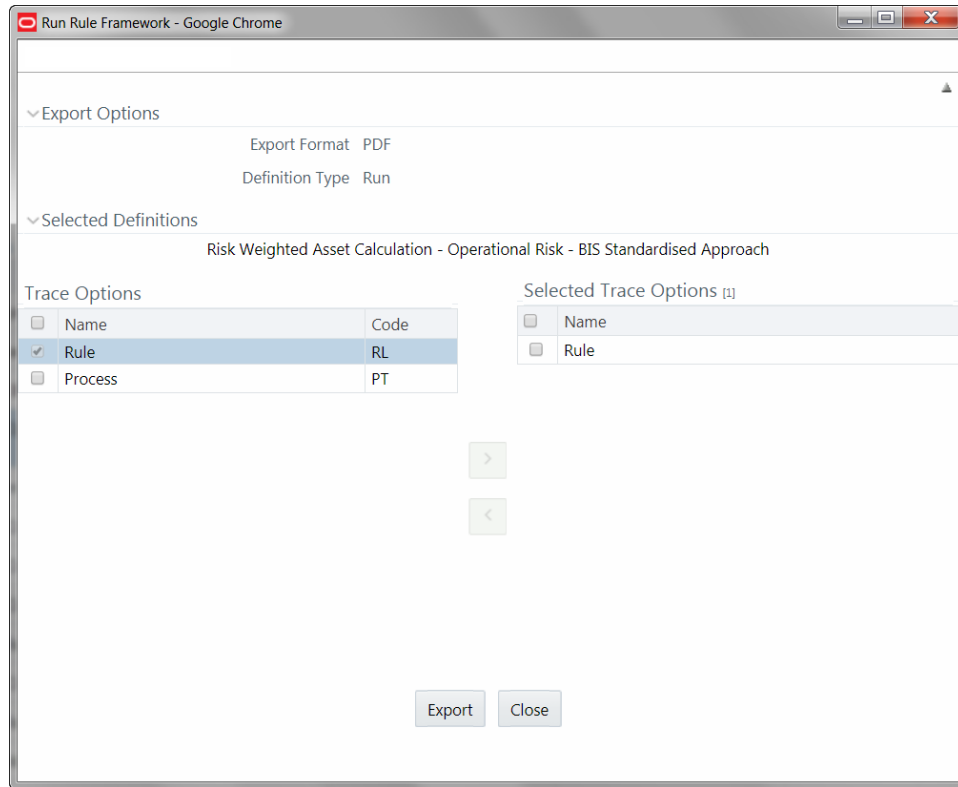 Run Rule Framework - Google Chrome
Export Options
Export Format PDF
Definition Type Run
Selected Definitions
Risk Weighted Asset Calculation - Operational Risk - BIS Standardised Approach
Trace Options
Name Code
Rule RL
Process PT
Selected Trace Options [1]
Name
Rule
Export Close